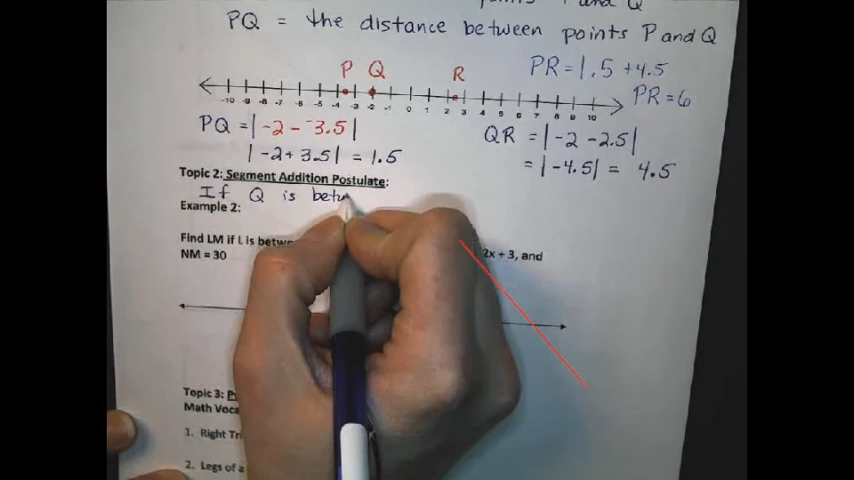 points P and Q
PQ = the distance between points P and Q
P Q R
PR = |1.5 + 4.5
-10 -9 -8 -7 -6 -5 -4 -3 -2 -1 0 1 2 3 4 5 6 7 8 9 10
PR = 6
PQ = |-2 - -3.5|
QR = |-2 - 2.5|
|-2 + 3.5| = 1.5
= |-4.5| = 4.5
Topic 2: Segment Addition Postulate:
If Q is betw
Example 2:
Find LM if L is betw 2x + 3, and
NM = 30
Topic 3:
Math Voca
1. Right Tri
2. Legs of a